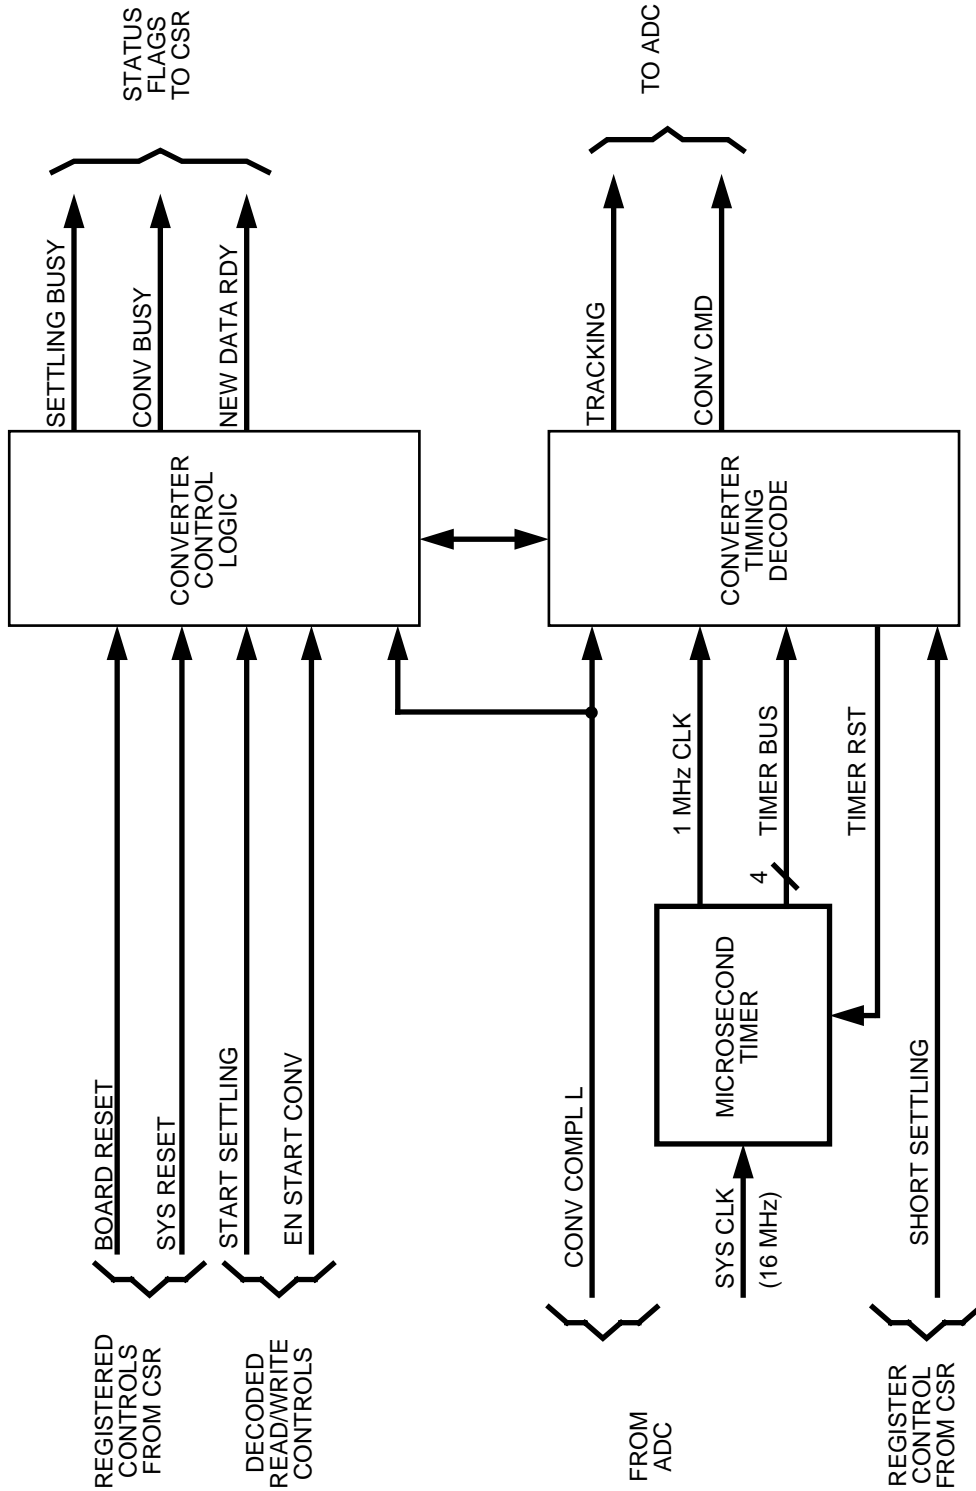 REGISTERED
CONTROLS
FROM CSR
BOARD RESET
SYS RESET
DECODED
READ/WRITE
CONTROLS
START SETTLING
EN START CONV
CONVERTER
CONTROL
LOGIC
SETTLING BUSY
CONV BUSY
NEW DATA RDY
STATUS
FLAGS
TO CSR
FROM
ADC
CONV COMPL L
SYS CLK
(16 MHz)
MICROSECOND
TIMER
1 MHz CLK
4
TIMER BUS
TIMER RST
REGISTER
CONTROL
FROM CSR
SHORT SETTLING
CONVERTER
TIMING
DECODE
TRACKING
CONV CMD
TO ADC